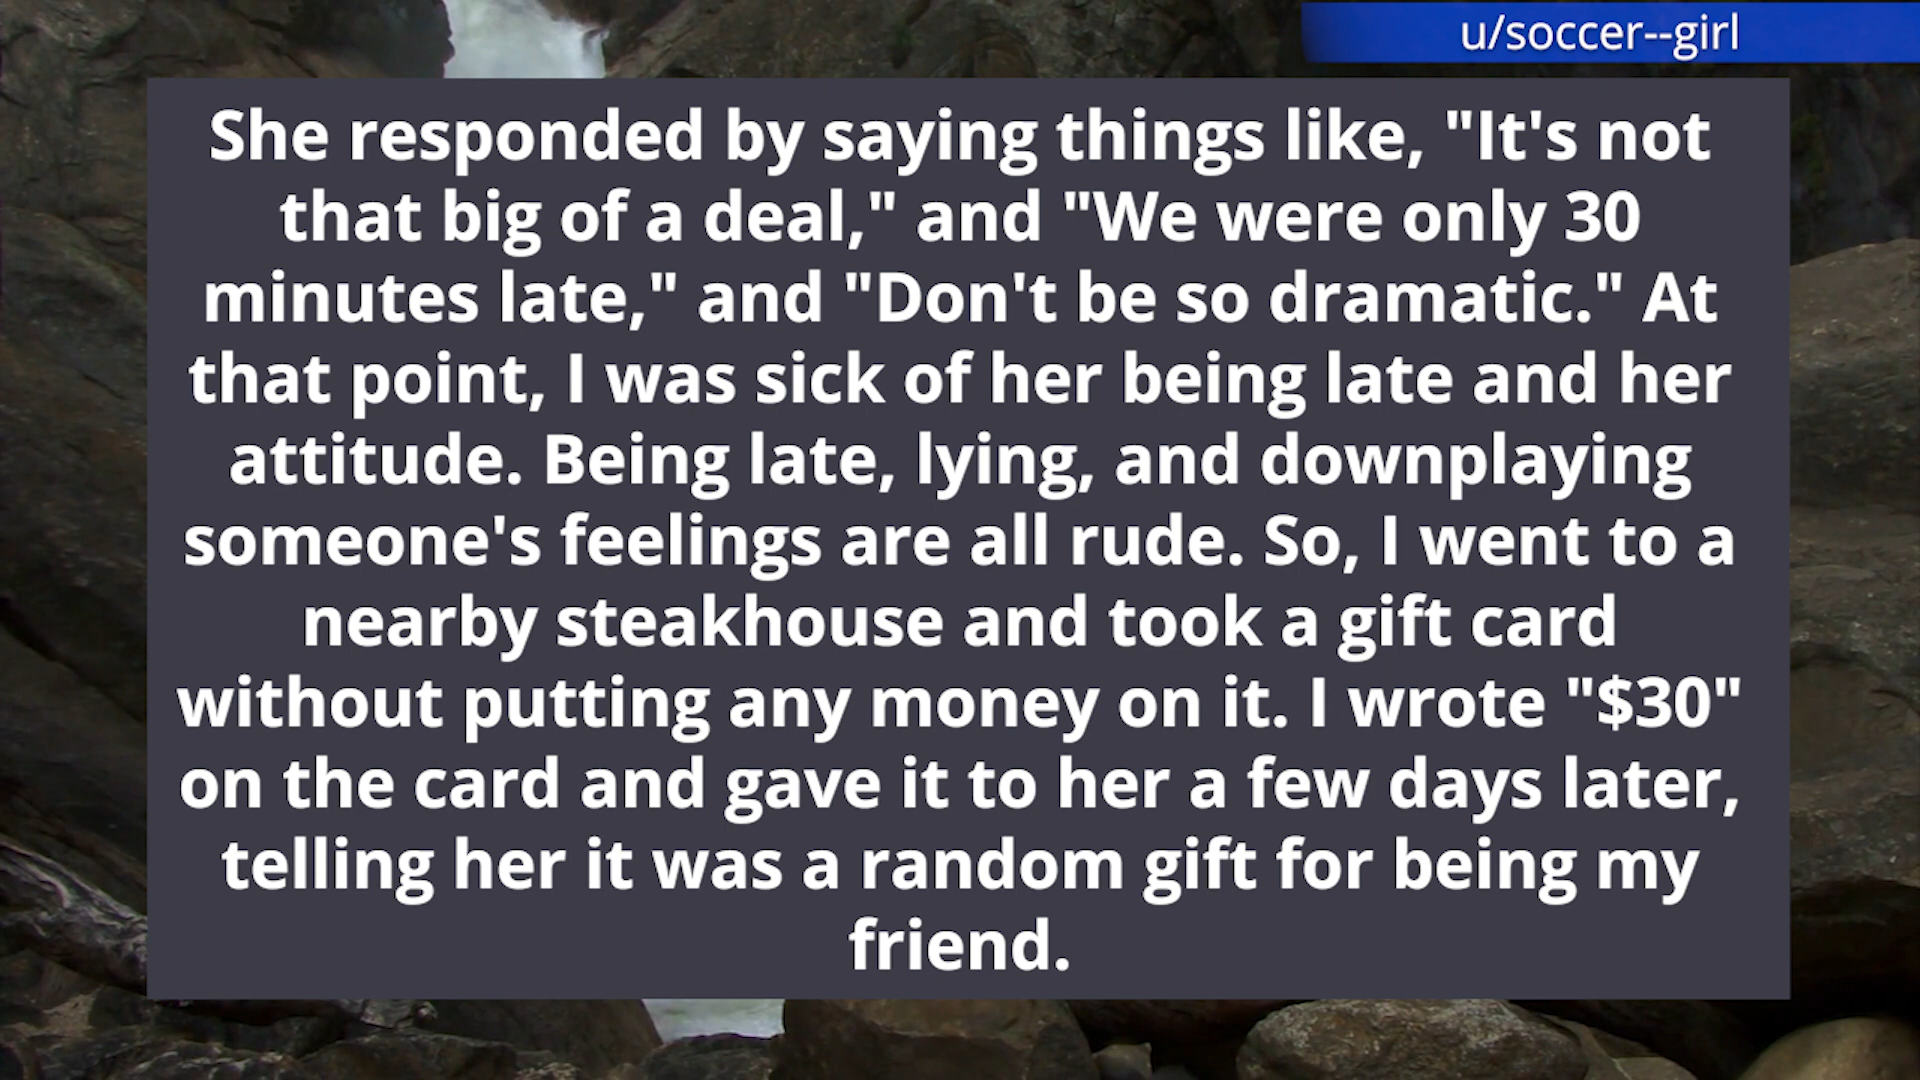 u/soccer--girl
She responded by saying things like, "It's not
that big of a deal," and "We were only 30
minutes late," and "Don't be so dramatic." At
that point, I was sick of her being late and her
attitude. Being late, lying, and downplaying
someone's feelings are all rude. So, I went to a
nearby steakhouse and took a gift card
without putting any money on it. I wrote "$30"
on the card and gave it to her a few days later,
telling her it was a random gift for being my
friend.